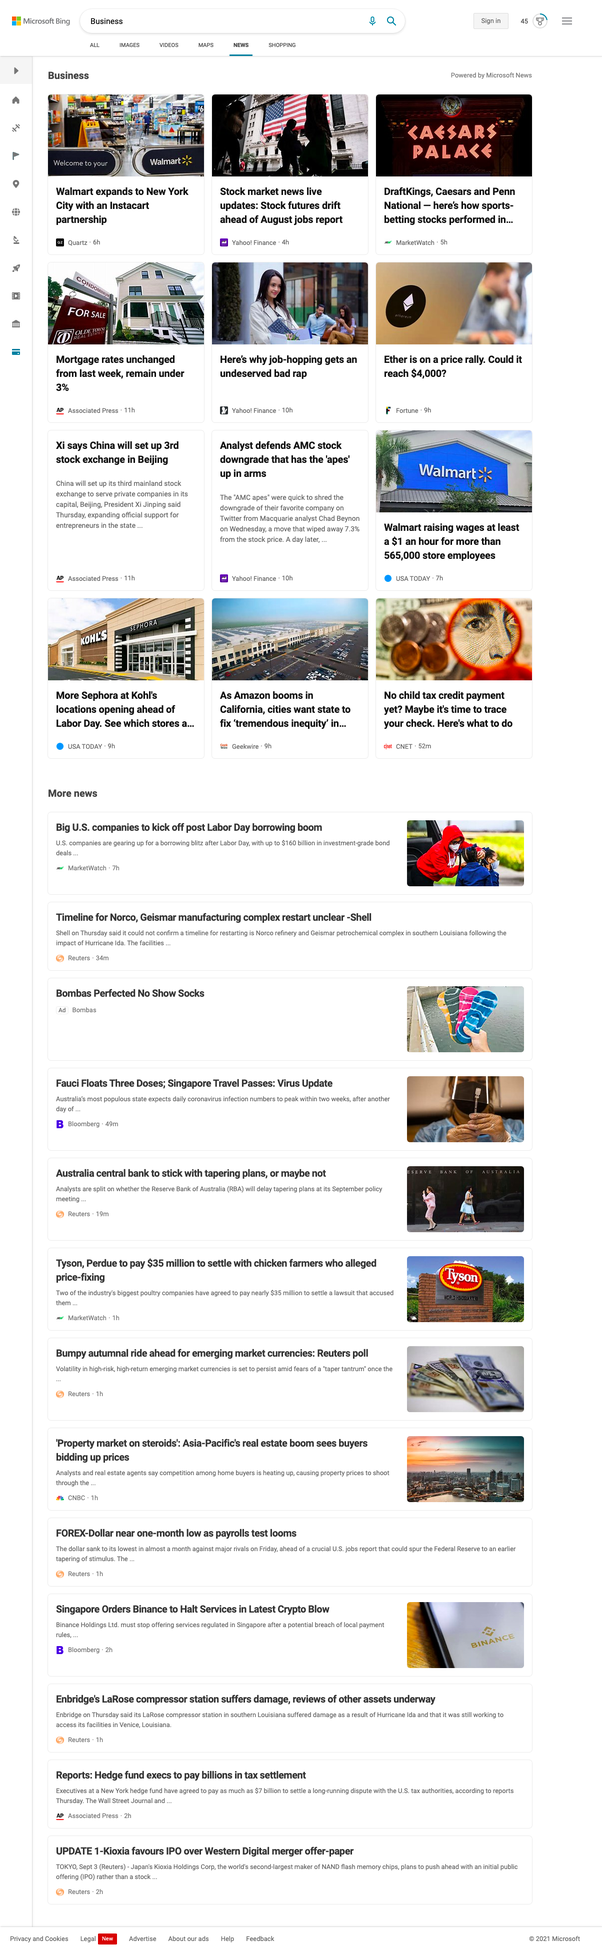 Microsoft Bing
Business
Sign in
45
ALL
IMAGES
VIDEOS
MAPS
NEWS
SHOPPING
Business
Powered by Microsoft News
Welcome to your Walmart
CAESARS
PALACE
Walmart expands to New York
City with an Instacart
partnership
Quartz · 6h
Stock market news live
updates: Stock futures drift
ahead of August jobs report
Yahoo! Finance · 4h
DraftKings, Caesars and Penn
National — here's how sports-
betting stocks performed in...
MarketWatch · 5h
CONDOMINIUM
FOR SALE
Mortgage rates unchanged
from last week, remain under
3%
AP Associated Press · 11h
Here's why job-hopping gets an
undeserved bad rap
Yahoo! Finance · 10h
Ether is on a price rally. Could it
reach $4,000?
Fortune · 9h
Xi says China will set up 3rd
stock exchange in Beijing
China will set up its third mainland stock
exchange to serve private companies in its
capital, Beijing, President Xi Jinping said
Thursday, expanding official support for
entrepreneurs in the state ...
AP Associated Press · 11h
Analyst defends AMC stock
downgrade that has the 'apes'
up in arms
The "AMC apes" were quick to shred the
downgrade of their favorite company on
Twitter from Macquarie analyst Chad Beynon
on Wednesday, a move that wiped away 7.3%
from the stock price. A day later, ...
Yahoo! Finance · 10h
Walmart
Walmart raising wages at least
a $1 an hour for more than
565,000 store employees
USA TODAY · 7h
KOHL'S
SEPHORA
More Sephora at Kohl's
locations opening ahead of
Labor Day. See which stores a...
USA TODAY · 9h
As Amazon booms in
California, cities want state to
fix 'tremendous inequity' in...
Geekwire · 9h
No child tax credit payment
yet? Maybe it's time to trace
your check. Here's what to do
CNET · 52m
More news
Big U.S. companies to kick off post Labor Day borrowing boom
U.S. companies are gearing up for a borrowing blitz after Labor Day, with up to $160 billion in investment-grade bond
deals ...
MarketWatch · 7h
Timeline for Norco, Geismar manufacturing complex restart unclear -Shell
Shell on Thursday said it could not confirm a timeline for restarting is Norco refinery and Geismar petrochemical complex in southern Louisiana following the
impact of Hurricane Ida. The facilities ...
Reuters · 34m
Bombas Perfected No Show Socks
Ad Bombas
Fauci Floats Three Doses; Singapore Travel Passes: Virus Update
Australia's most populous state expects daily coronavirus infection numbers to peak within two weeks, after another
day of ...
B Bloomberg · 49m
Australia central bank to stick with tapering plans, or maybe not
Analysts are split on whether the Reserve Bank of Australia (RBA) will delay tapering plans at its September policy
meeting ...
Reuters · 19m
RESERVE BANK OF AUSTRALIA
Tyson, Perdue to pay $35 million to settle with chicken farmers who alleged
price-fixing
Two of the industry's biggest poultry companies have agreed to pay nearly $35 million to settle a lawsuit that accused
them ...
MarketWatch · 1h
Tyson
Bumpy autumnal ride ahead for emerging market currencies: Reuters poll
Volatility in high-risk, high-return emerging market currencies is set to persist amid fears of a "taper tantrum" once the
...
Reuters · 1h
'Property market on steroids': Asia-Pacific's real estate boom sees buyers
bidding up prices
Analysts and real estate agents say competition among home buyers is heating up, causing property prices to shoot
through the ...
CNBC · 1h
FOREX-Dollar near one-month low as payrolls test looms
The dollar sank to its lowest in almost a month against major rivals on Friday, ahead of a crucial U.S. jobs report that could spur the Federal Reserve to an earlier
tapering of stimulus. The ...
Reuters · 1h
Singapore Orders Binance to Halt Services in Latest Crypto Blow
Binance Holdings Ltd. must stop offering services regulated in Singapore after a potential breach of local payment
rules, ...
B Bloomberg · 2h
BINANCE
Enbridge's LaRose compressor station suffers damage, reviews of other assets underway
Enbridge on Thursday said its LaRose compressor station in southern Louisiana suffered damage as a result of Hurricane Ida and that it was still working to
access its facilities in Venice, Louisiana.
Reuters · 1h
Reports: Hedge fund execs to pay billions in tax settlement
Executives at a New York hedge fund have agreed to pay as much as $7 billion to settle a long-running dispute with the U.S. tax authorities, according to reports
Thursday. The Wall Street Journal and ...
AP Associated Press · 2h
UPDATE 1-Kioxia favours IPO over Western Digital merger offer-paper
TOKYO, Sept 3 (Reuters) - Japan's Kioxia Holdings Corp, the world's second-largest maker of NAND flash memory chips, plans to push ahead with an initial public
offering (IPO) rather than a stock ...
Reuters · 2h
Privacy and Cookies
Legal
New
Advertise
About our ads
Help
Feedback
© 2021 Microsoft